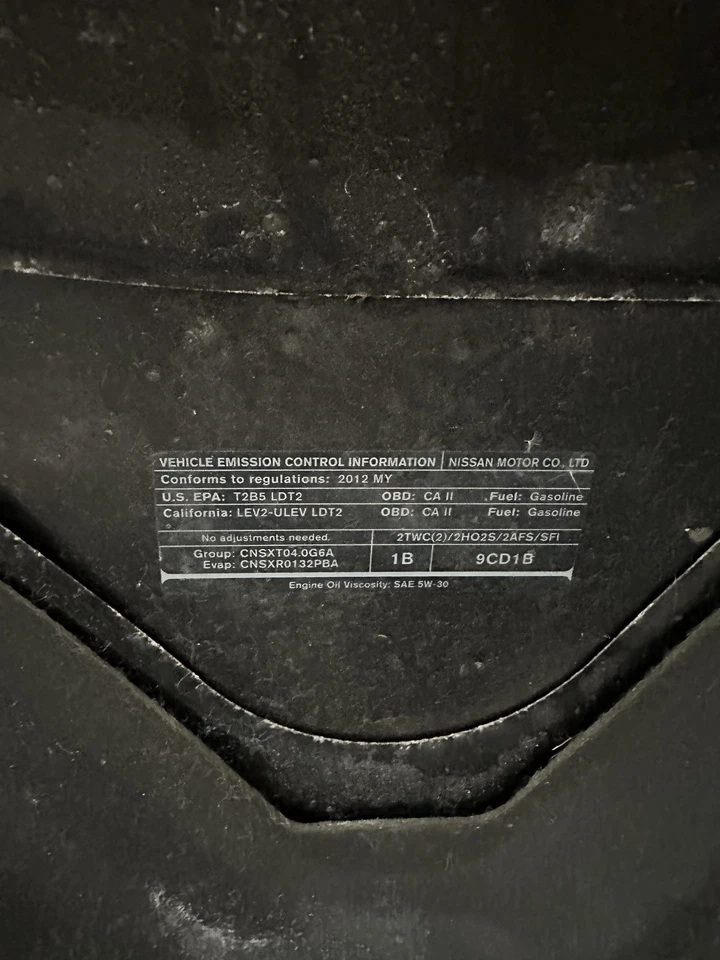 VEHICLE EMISSION CONTROL INFORMATION NISSAN MOTOR CO., LTD
Conforms to regulations: 2012 MY
U.S. EPA: T2B5 LDT2 OBD: CA II Fuel: Gasoline
California: LEV2-ULEV LDT2 OBD: CA II Fuel: Gasoline
No adjustments needed. 2TWC(2)/2HO2S/2AFS/SFI
Group: CNSXT04.0G6A 1B 9CD1B
Evap: CNSXR0132PBA
Engine Oil Viscosity: SAE 5W-30